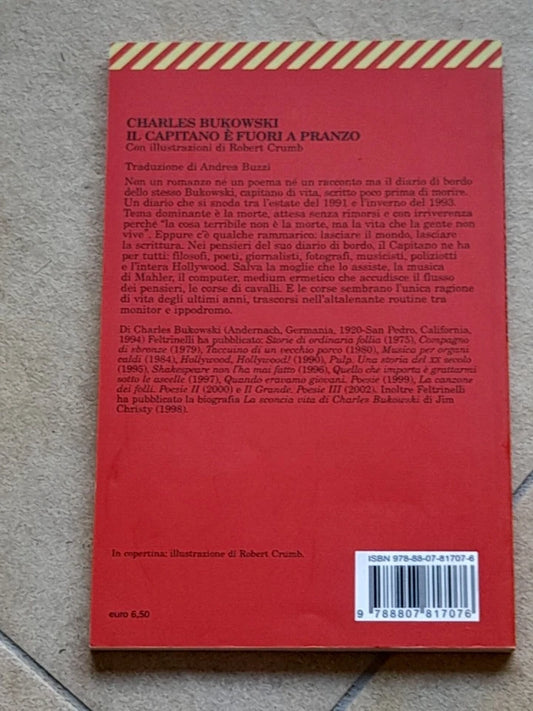 CHARLES BUKOWSKI
IL CAPITANO È FUORI A PRANZO
Con illustrazioni di Robert Crumb
Traduzione di Andrea Buzzi
Non un romanzo né un poema né un racconto ma il diario di bordo
dello stesso Bukowski, capitano di vita, scritto poco prima di morire.
Un diario che si snoda tra l'estate del 1991 e l'inverno del 1993.
Tema dominante è la morte, attesa senza rimorsi e con irriverenza
perché "la cosa terribile non è la morte, ma la vita che la gente non
vive". Eppure c'è qualche rammarico: lasciare il mondo, lasciare
la scrittura. Nei pensieri del suo diario di bordo, il Capitano ne ha
per tutti: filosofi, poeti, giornalisti, fotografi, musicisti, poliziotti
e l'intera Hollywood. Salva la moglie che lo assiste, la musica
di Mahler, il computer, medium ermetico che accudisce il flusso
dei pensieri, le corse di cavalli. E le corse sembrano l'unica ragione
di vita degli ultimi anni, trascorsi nell'altalenante routine tra
monitor e ippodromo.
Di Charles Bukowski (Andernach, Germania, 1920-San Pedro, California,
1994) Feltrinelli ha pubblicato: Storie di ordinaria follia (1975), Compagno
di sbronze (1979), Taccuino di un vecchio porco (1980), Musica per organi
caldi (1984), Hollywood, Hollywood! (1990), Pulp. Una storia del XX secolo
(1995), Shakespeare non l'ha mai fatto (1996), Quello che importa è grattarmi
sotto le ascelle (1997), Quando eravamo giovani. Poesie (1999), La canzone
dei folli. Poesie II (2000) e Il Grande. Poesie III (2002). Inoltre Feltrinelli
ha pubblicato la biografia La sconcia vita di Charles Bukowski di Jim
Christy (1998).
In copertina: illustrazione di Robert Crumb.
ISBN 978-88-07-81707-6
euro 6,50
9 788807 817076